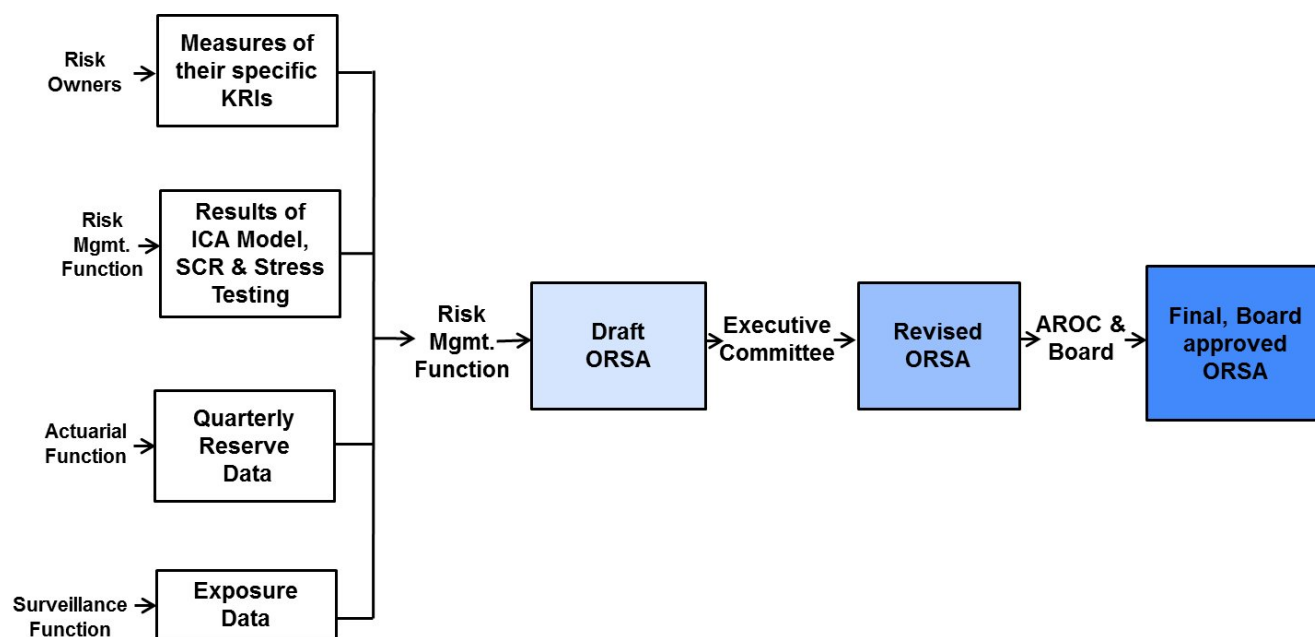 Risk
Owners
Measures of
their specific
KRIs
Risk
Mgmt.
Function
Results of
ICA Model,
SCR & Stress
Testing
Actuarial
Function
Quarterly
Reserve
Data
Surveillance
Function
Exposure
Data
Risk
Mgmt.
Function
Draft
ORSA
Executive
Committee
Revised
ORSA
AROC &
Board
Final, Board
approved
ORSA